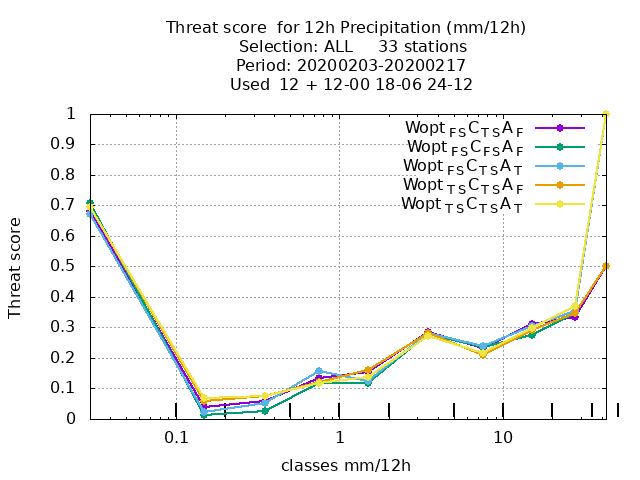 Threat score  for 12h Precipitation (mm/12h)
Selection: ALL     33 stations
Period: 20200203-20200217
Used  12 + 12-00 18-06 24-12
Threat score
1
0.9
0.8
0.7
0.6
0.5
0.4
0.3
0.2
0.1
0
Wopt FS C TS A F
Wopt FS C FS A F
Wopt FS C TS A T
Wopt TS C TS A F
Wopt TS C TS A T
0.1 1 10
classes mm/12h